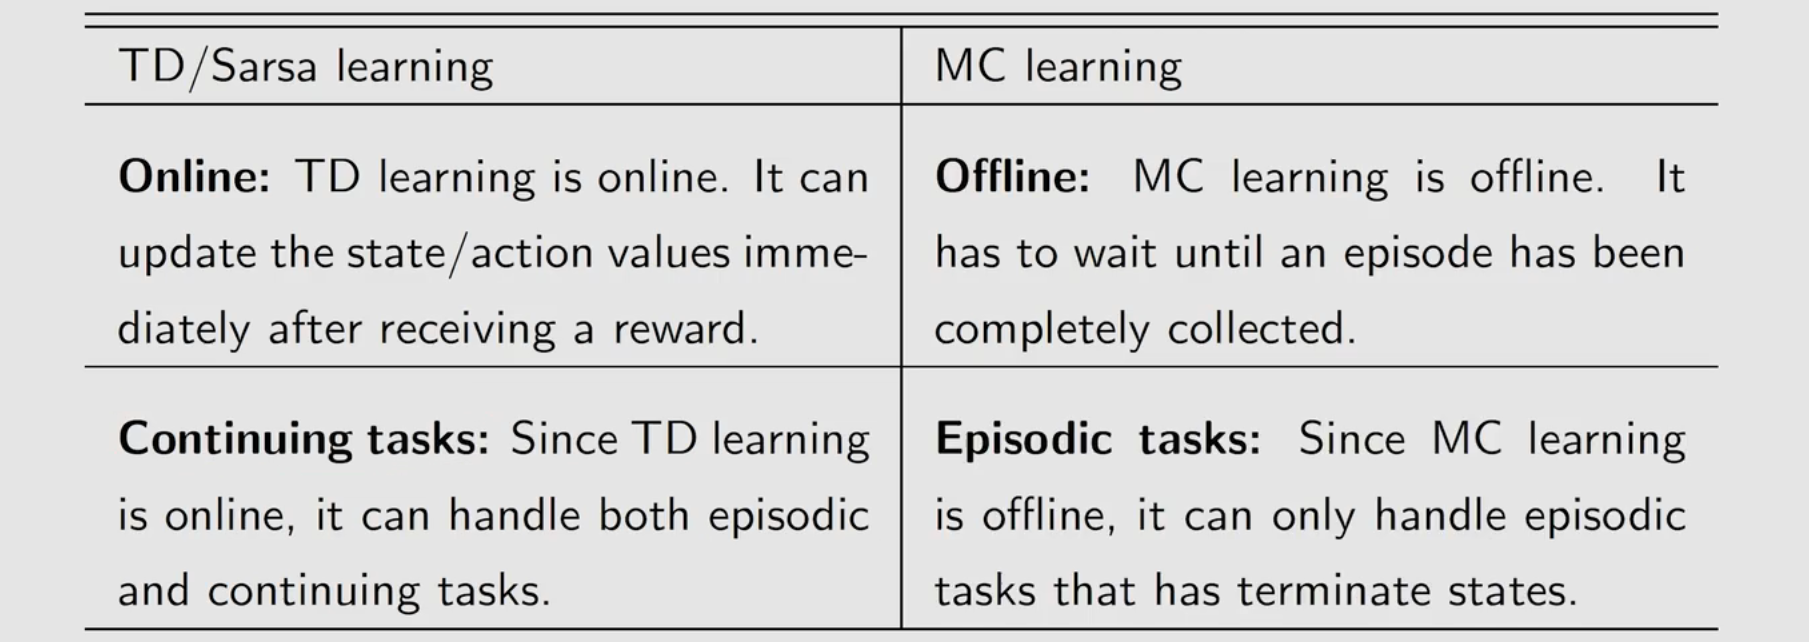 TD/Sarsa learning
MC learning
Online: TD learning is online. It can
update the state/action values imme-
diately after receiving a reward.
Offline: MC learning is offline. It
has to wait until an episode has been
completely collected.
Continuing tasks: Since TD learning
is online, it can handle both episodic
and continuing tasks.
Episodic tasks: Since MC learning
is offline, it can only handle episodic
tasks that has terminate states.